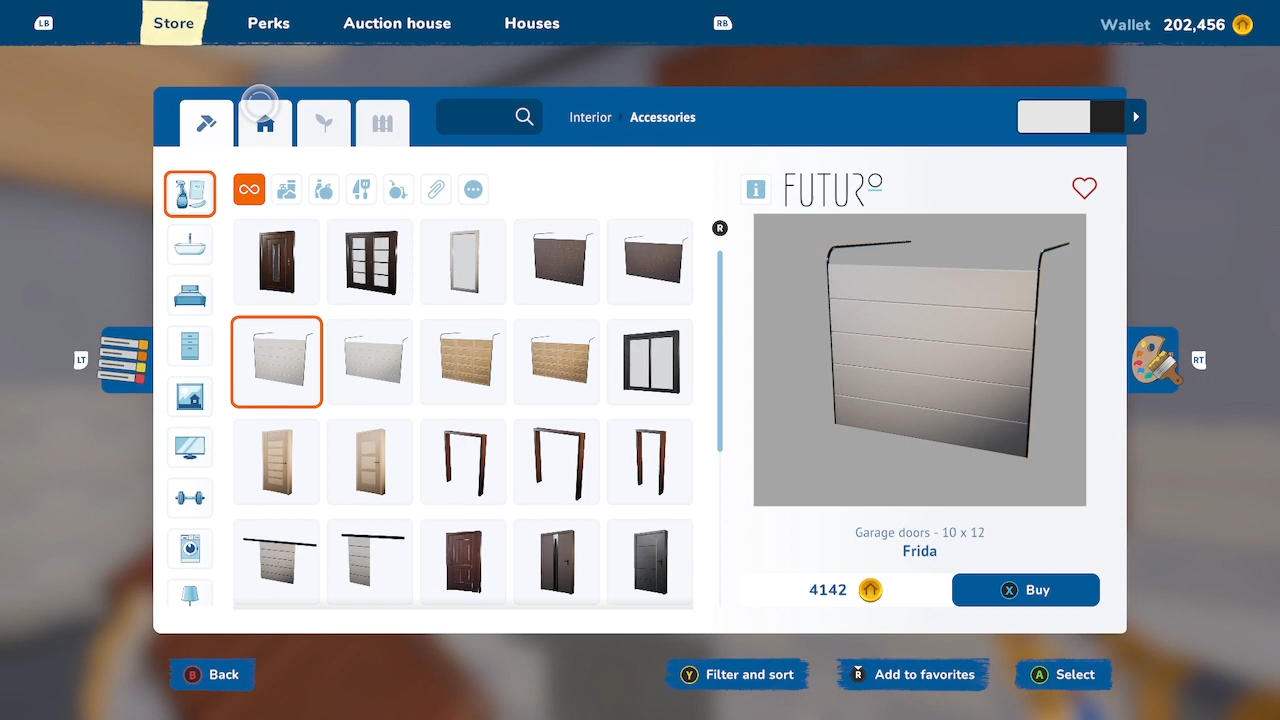 LB
Store
Perks
Auction house
Houses
RB
Wallet 202,456
Interior
Accessories
FUTURO
R
LT
RT
Garage doors - 10 x 12
Frida
4142
X Buy
B Back
Y Filter and sort
R Add to favorites
A Select